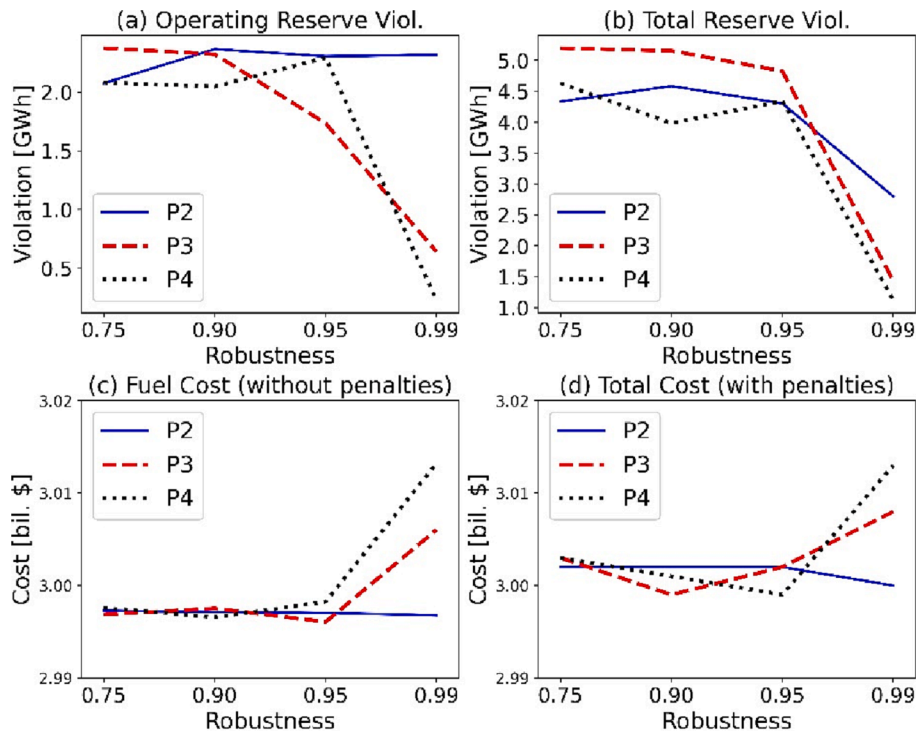 (a) Operating Reserve Viol.
Violation [GWh]
2.0
1.5
1.0
0.5
P2
P3
P4
0.75 0.90 0.95 0.99
Robustness
(b) Total Reserve Viol.
Violation [GWh]
5.0
4.5
4.0
3.5
3.0
2.5
2.0
1.5
1.0
P2
P3
P4
0.75 0.90 0.95 0.99
Robustness
(c) Fuel Cost (without penalties)
Cost [bil. $]
3.02
3.01
3.00
2.99
P2
P3
P4
0.75 0.90 0.95 0.99
Robustness
(d) Total Cost (with penalties)
Cost [bil. $]
3.02
3.01
3.00
2.99
P2
P3
P4
0.75 0.90 0.95 0.99
Robustness